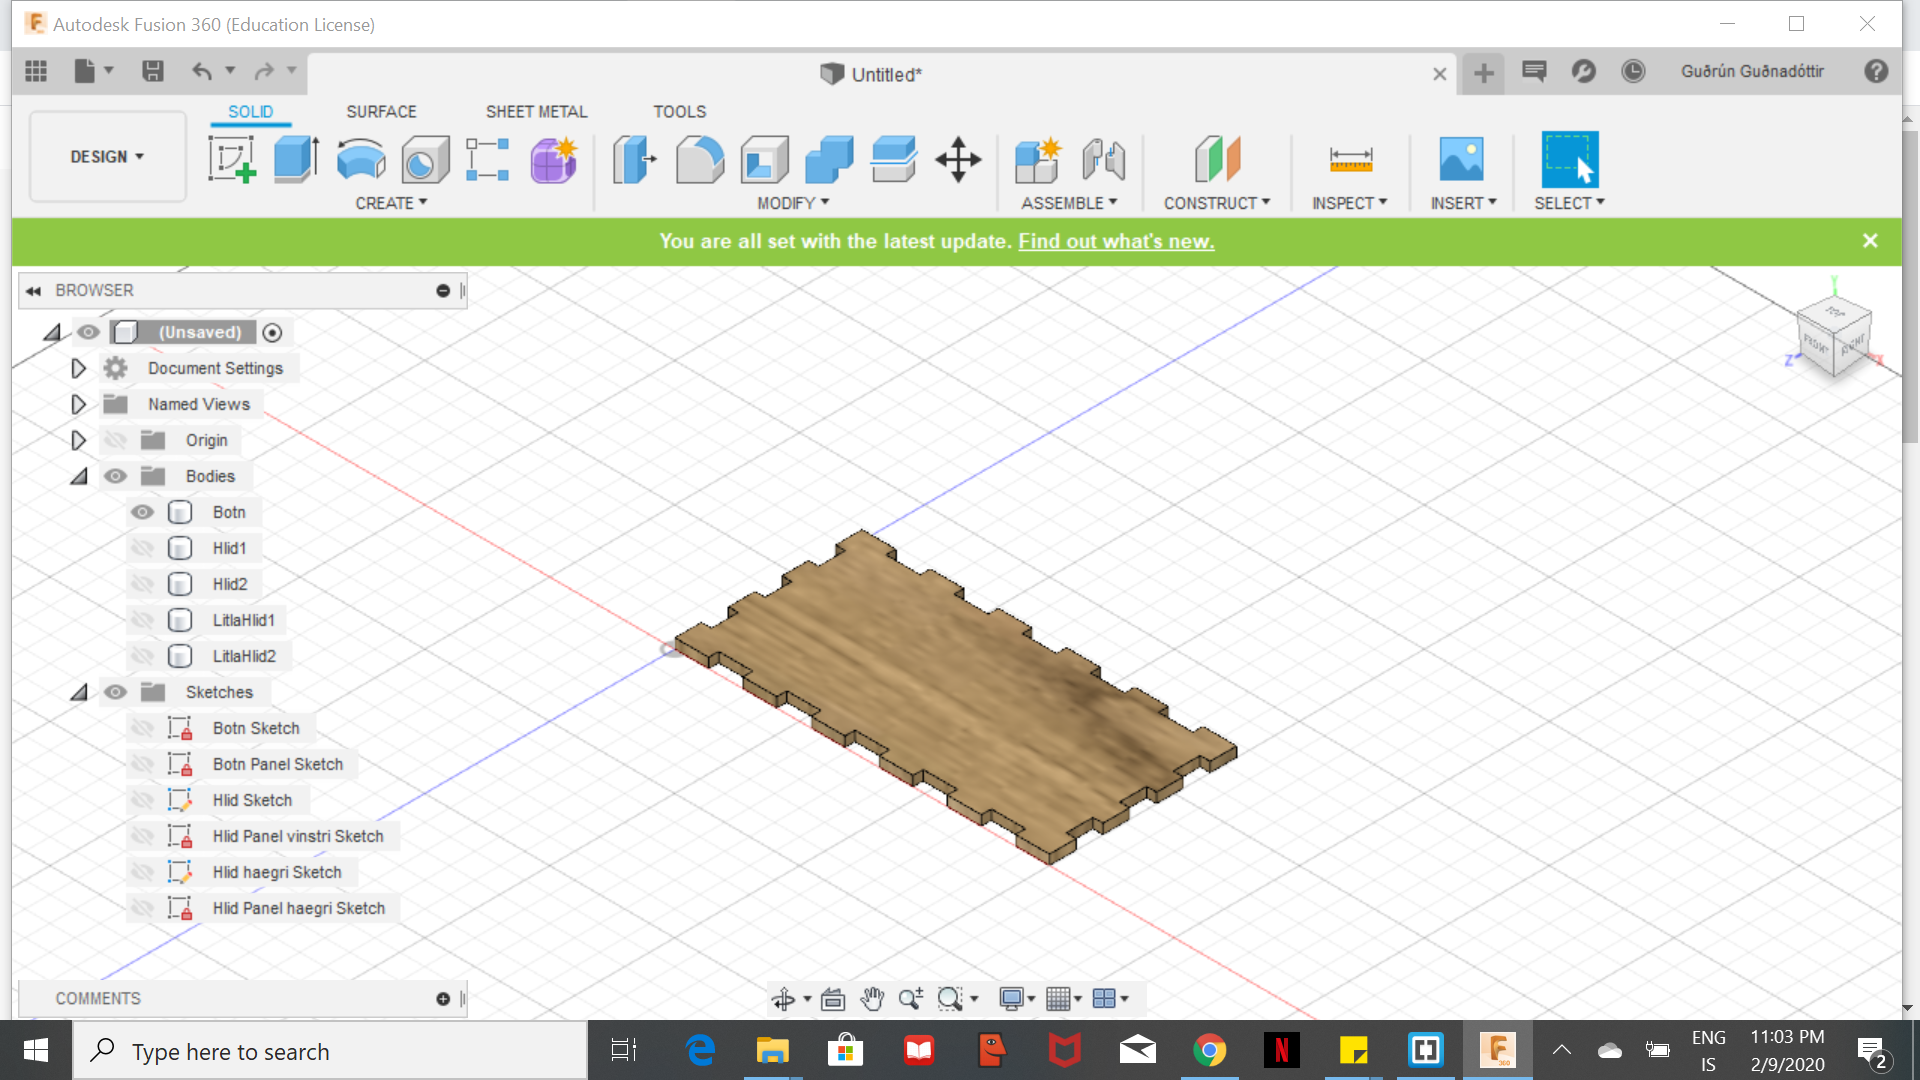 Autodesk Fusion 360 (Education License)
Untitled*
Guðrún Guðnadóttir
DESIGN
SOLID
SURFACE
SHEET METAL
TOOLS
CREATE
MODIFY
ASSEMBLE
CONSTRUCT
INSPECT
INSERT
SELECT
You are all set with the latest update. Find out what's new.
BROWSER
(Unsaved)
Document Settings
Named Views
Origin
Bodies
Botn
Hlid1
Hlid2
LitlaHlid1
LitlaHlid2
Sketches
Botn Sketch
Botn Panel Sketch
Hlid Sketch
Hlid Panel vinstri Sketch
Hlid haegri Sketch
Hlid Panel haegri Sketch
Y
TOP
FRONT
RIGHT
Z
X
COMMENTS
Type here to search
N
F
360
ENG
IS
11:03 PM
2/9/2020
2